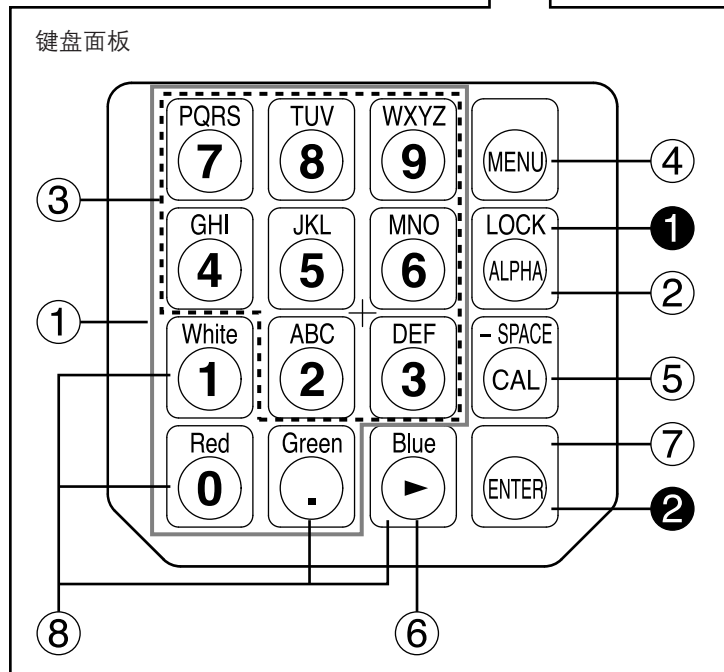 键盘面板
PQRS TUV WXYZ
7 8 9 MENU ④
③
GHI JKL MNO LOCK ❶
4 5 6 ALPHA ②
①
White ABC DEF – SPACE
1 2 3 CAL ⑤
Red Green Blue ⑦
0 . ► ENTER ❷
⑧ ⑥